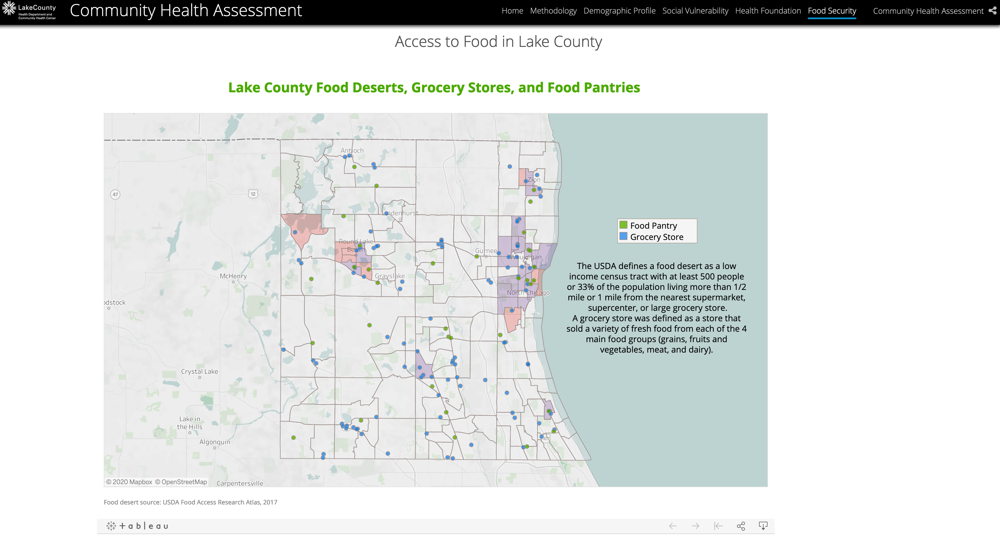 LakeCounty
Health Department and
Community Health Center
Community Health Assessment
Home Methodology Demographic Profile Social Vulnerability Health Foundation Food Security Community Health Assessment
Access to Food in Lake County
Lake County Food Deserts, Grocery Stores, and Food Pantries
Antioch
Zion
47
12
Round Lake
Beach
Gurnee
Waukegan
Grayslake
McHenry
North Chicago
Crystal Lake
Lake in
the Hills
Algonquin
41
Carpentersville
Food Pantry
Grocery Store
The USDA defines a food desert as a low
income census tract with at least 500 people
or 33% of the population living more than 1/2
mile or 1 mile from the nearest supermarket,
supercenter, or large grocery store.
A grocery store was defined as a store that
sold a variety of fresh food from each of the 4
main food groups (grains, fruits and
vegetables, meat, and dairy).
© 2020 Mapbox © OpenStreetMap
Food desert source: USDA Food Access Research Atlas, 2017
+ableau